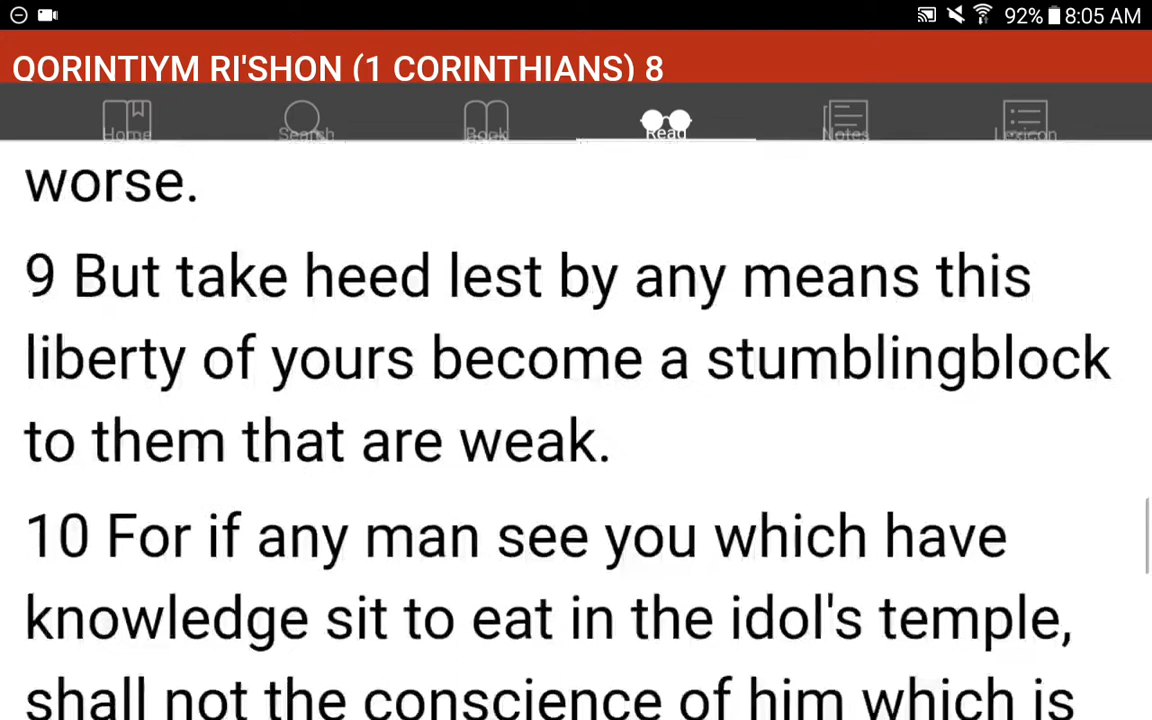 92% 8:05 AM
QORINTIYM RI'SHON (1 CORINTHIANS) 8
Home Search Book Read Notes Lexicon
worse.
9 But take heed lest by any means this
liberty of yours become a stumblingblock
to them that are weak.
10 For if any man see you which have
knowledge sit to eat in the idol's temple,
shall not the conscience of him which is